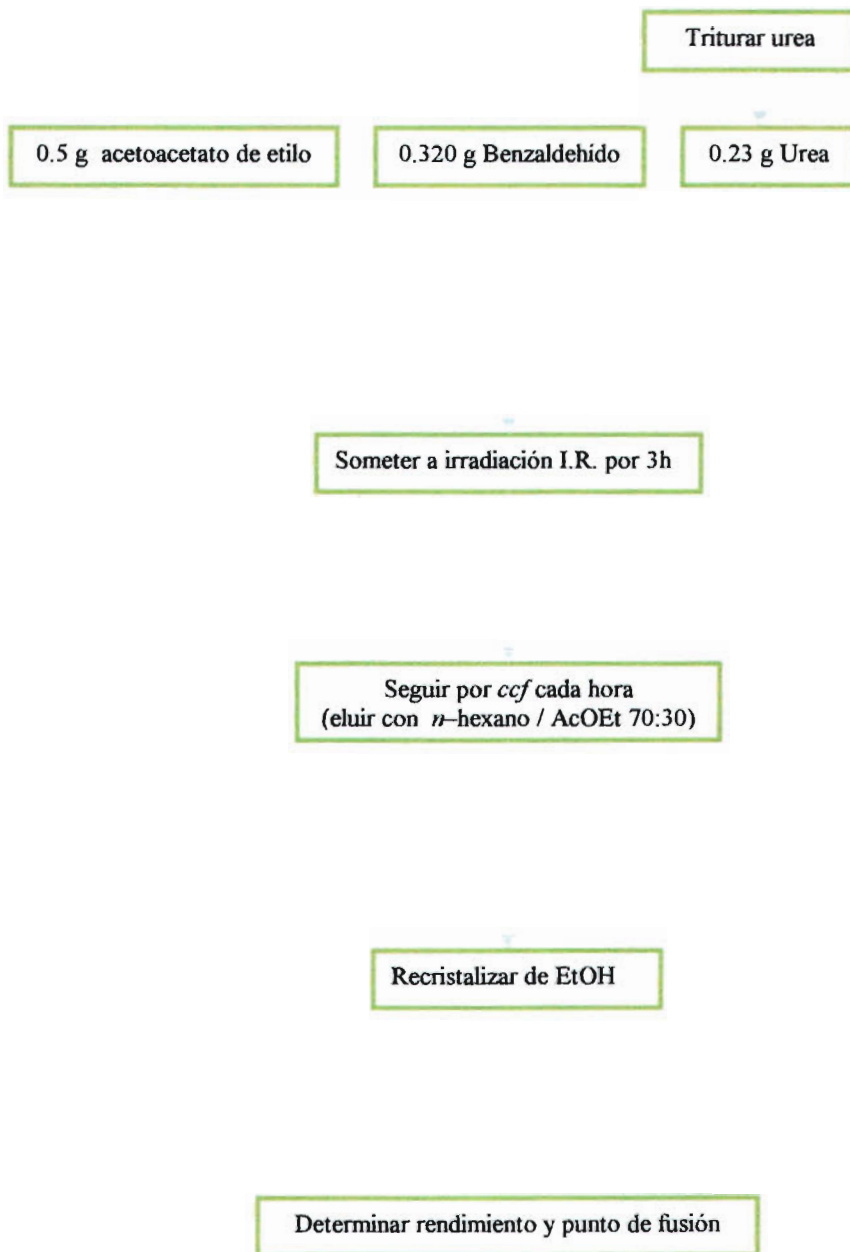 Triturar urea
0.5 g acetoacetato de etilo
0.320 g Benzaldehído
0.23 g Urea
Someter a irradiación I.R. por 3h
Seguir por ccf cada hora
(eluir con n–hexano / AcOEt 70:30)
Recristalizar de EtOH
Determinar rendimiento y punto de fusión